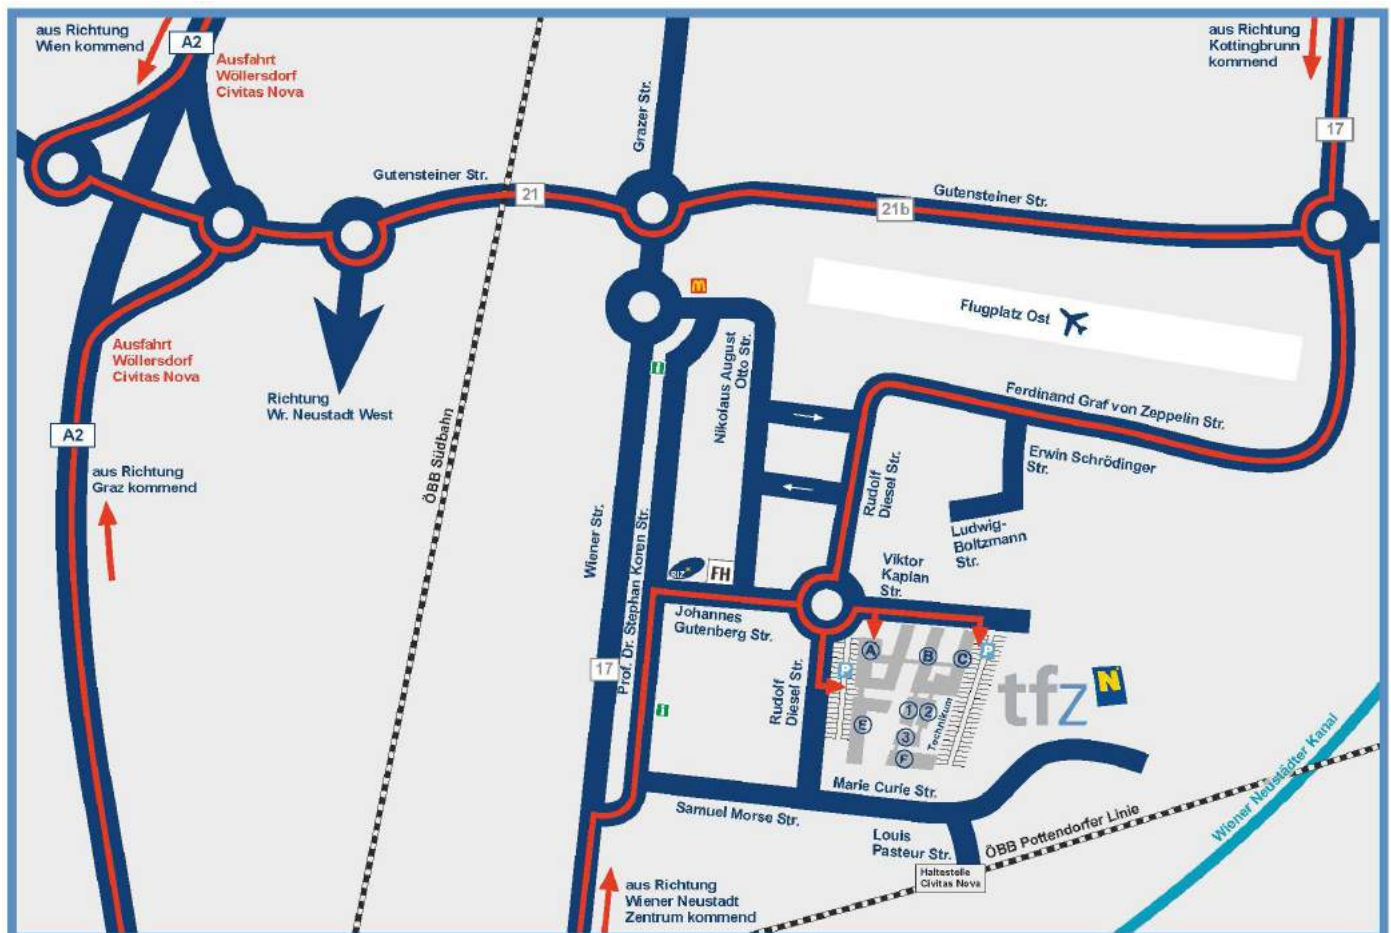 aus Richtung
Wien kommend
A2
Ausfahrt
Wöllersdorf
Civitas Nova
Grazer Str.
aus Richtung
Kottingbrunn
kommend
17
Gutensteiner Str.
21
21b
Gutensteiner Str.
Flugplatz Ost
Ausfahrt
Wöllersdorf
Civitas Nova
Richtung
Wr. Neustadt West
M
i
Nikolaus August
Otto Str.
Ferdinand Graf von Zeppelin Str.
A2
aus Richtung
Graz kommend
ÖBB Südbahn
Erwin Schrödinger
Str.
Rudolf
Diesel Str.
Ludwig-
Boltzmann
Str.
Wiener Str.
Prof. Dr. Stephan Koren Str.
RIZ
FH
Viktor
Kaplan
Str.
Johannes
Gutenberg Str.
17
i
Rudolf
Diesel Str.
P
A
B
C
P
E
1
2
3
F
Technikum
tfz
N
Marie Curie Str.
Samuel Morse Str.
Louis
Pasteur Str.
Haltestelle
Civitas Nova
ÖBB Pottendorfer Linie
Wiener Neustädter Kanal
aus Richtung
Wiener Neustadt
Zentrum kommend